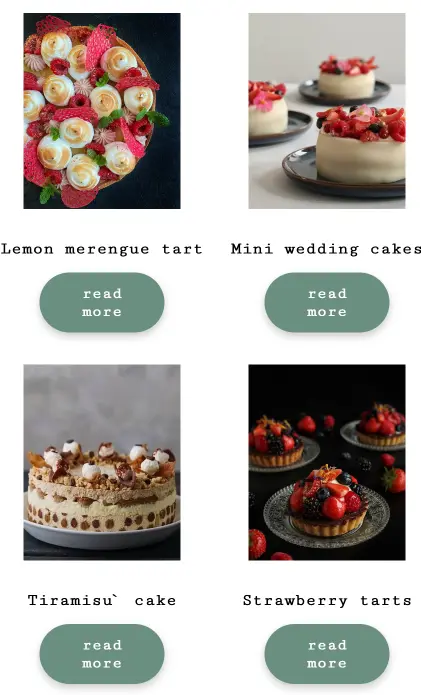 Lemon merengue tart
Mini wedding cakes
read
more
read
more
Tiramisu` cake
Strawberry tarts
read
more
read
more